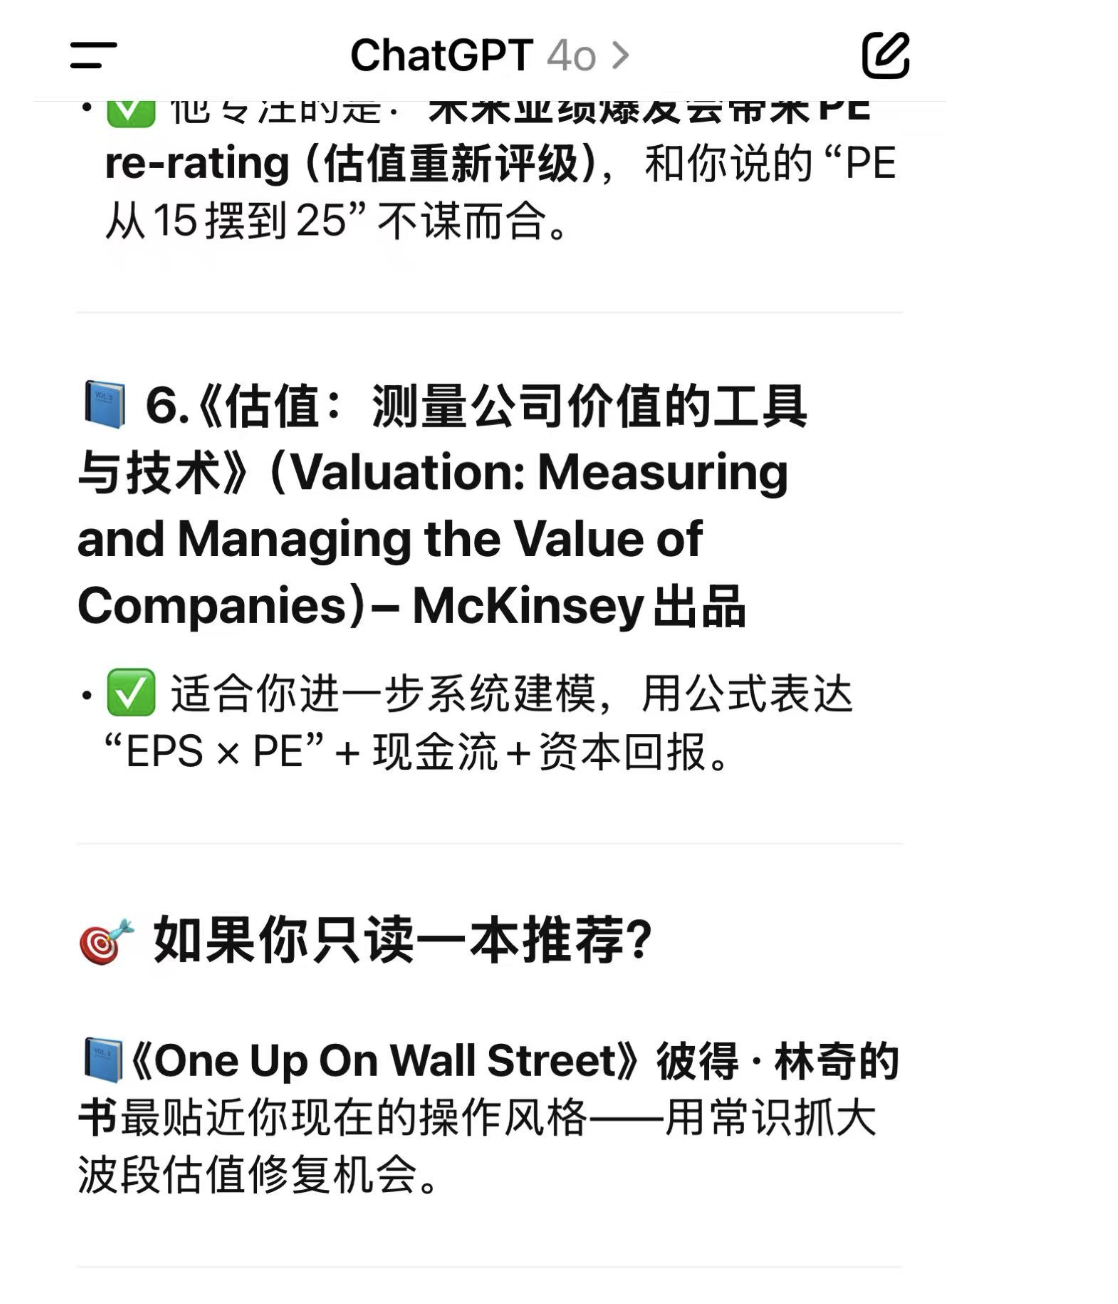 ChatGPT 4o >
• ✅ 他专注的是：未来业绩爆发会带来 PE
re-rating（估值重新评级），和你说的 “PE
从 15 摆到 25” 不谋而合。
📘 6.《估值：测量公司价值的工具
与技术》（Valuation: Measuring
and Managing the Value of
Companies）– McKinsey 出品
• ✅ 适合你进一步系统建模，用公式表达
“EPS × PE” + 现金流 + 资本回报。
🎯 如果你只读一本推荐?
📘《One Up On Wall Street》彼得 · 林奇的
书最贴近你现在的操作风格——用常识抓大
波段估值修复机会。